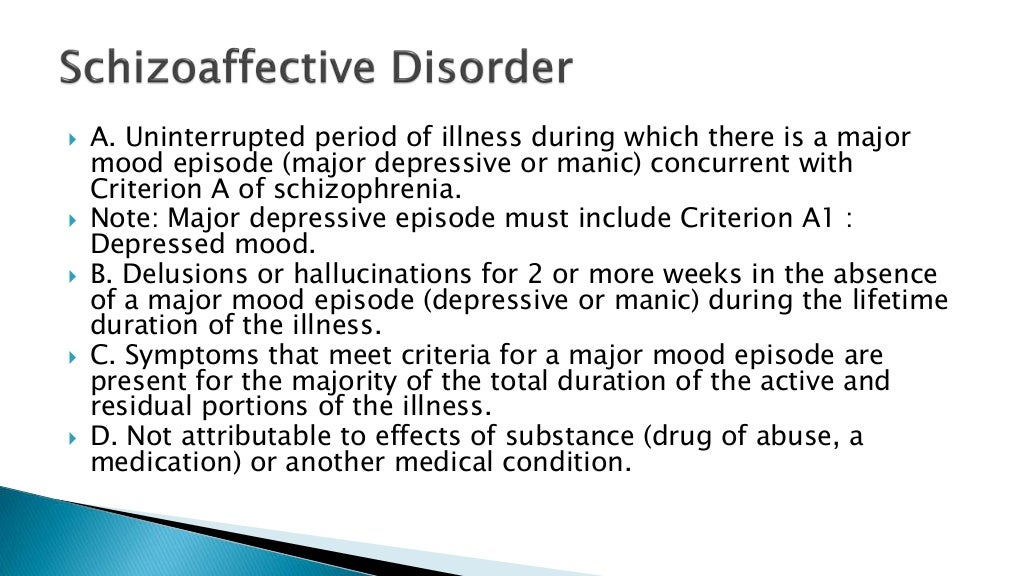 Schizoaffective Disorder
A. Uninterrupted period of illness during which there is a major
mood episode (major depressive or manic) concurrent with
Criterion A of schizophrenia.
Note: Major depressive episode must include Criterion A1 :
Depressed mood.
B. Delusions or hallucinations for 2 or more weeks in the absence
of a major mood episode (depressive or manic) during the lifetime
duration of the illness.
C. Symptoms that meet criteria for a major mood episode are
present for the majority of the total duration of the active and
residual portions of the illness.
D. Not attributable to effects of substance (drug of abuse, a
medication) or another medical condition.